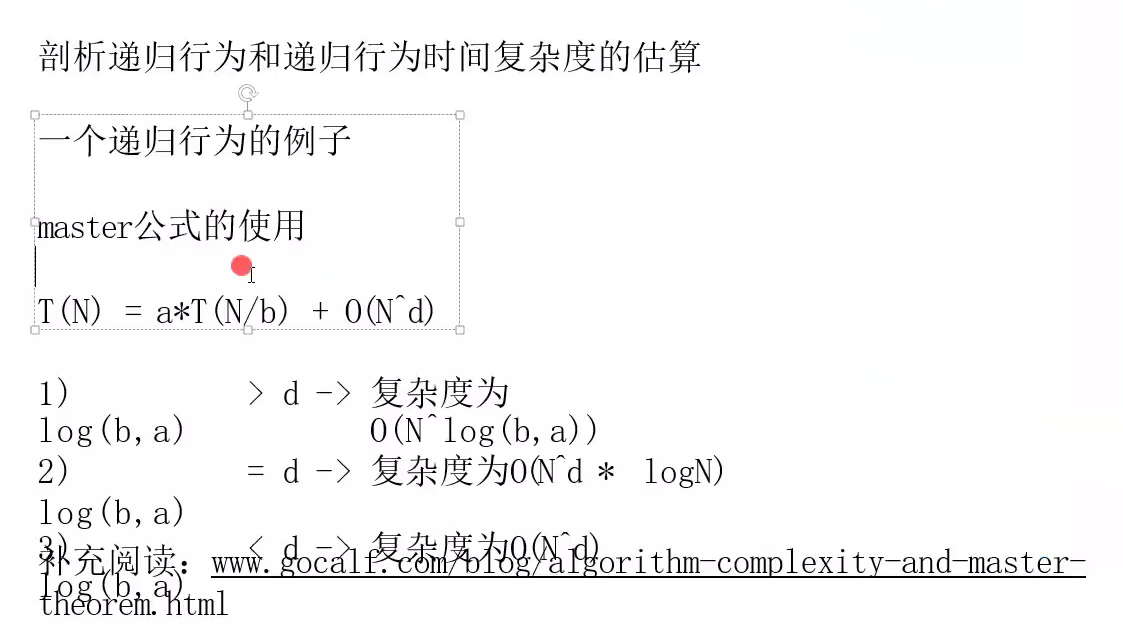 剖析递归行为和递归行为时间复杂度的估算
一个递归行为的例子
master公式的使用
T(N) = a*T(N/b) + O(N^d)
1) > d -> 复杂度为
log(b,a) O(N^log(b,a))
2) = d -> 复杂度为O(N^d * logN)
log(b,a)
3) < d -> 复杂度为O(N^d)
补充阅读：www.gocalf.com/blog/algorithm-complexity-and-master-
log(b,a)
theorem.html